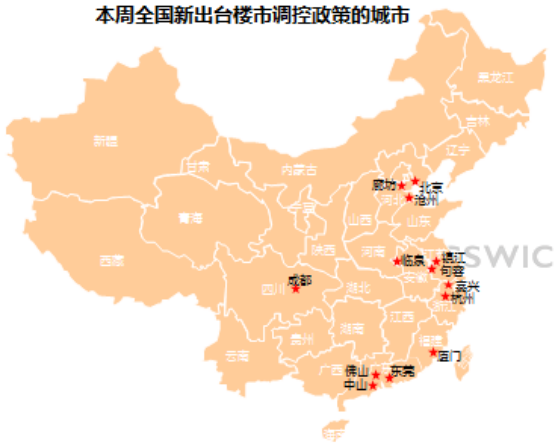 本周全国新出台楼市调控政策的城市
黑龙江
吉林
辽宁
新疆
甘肃
内蒙古
北京
廊坊
河北
沧州
宁夏
山西
山东
青海
陕西
河南
临泉
镇江
句容
西藏
安徽
成都
四川
湖北
嘉兴
杭州
浙江
江西
湖南
贵州
福建
云南
厦门
广西
佛山
东莞
中山